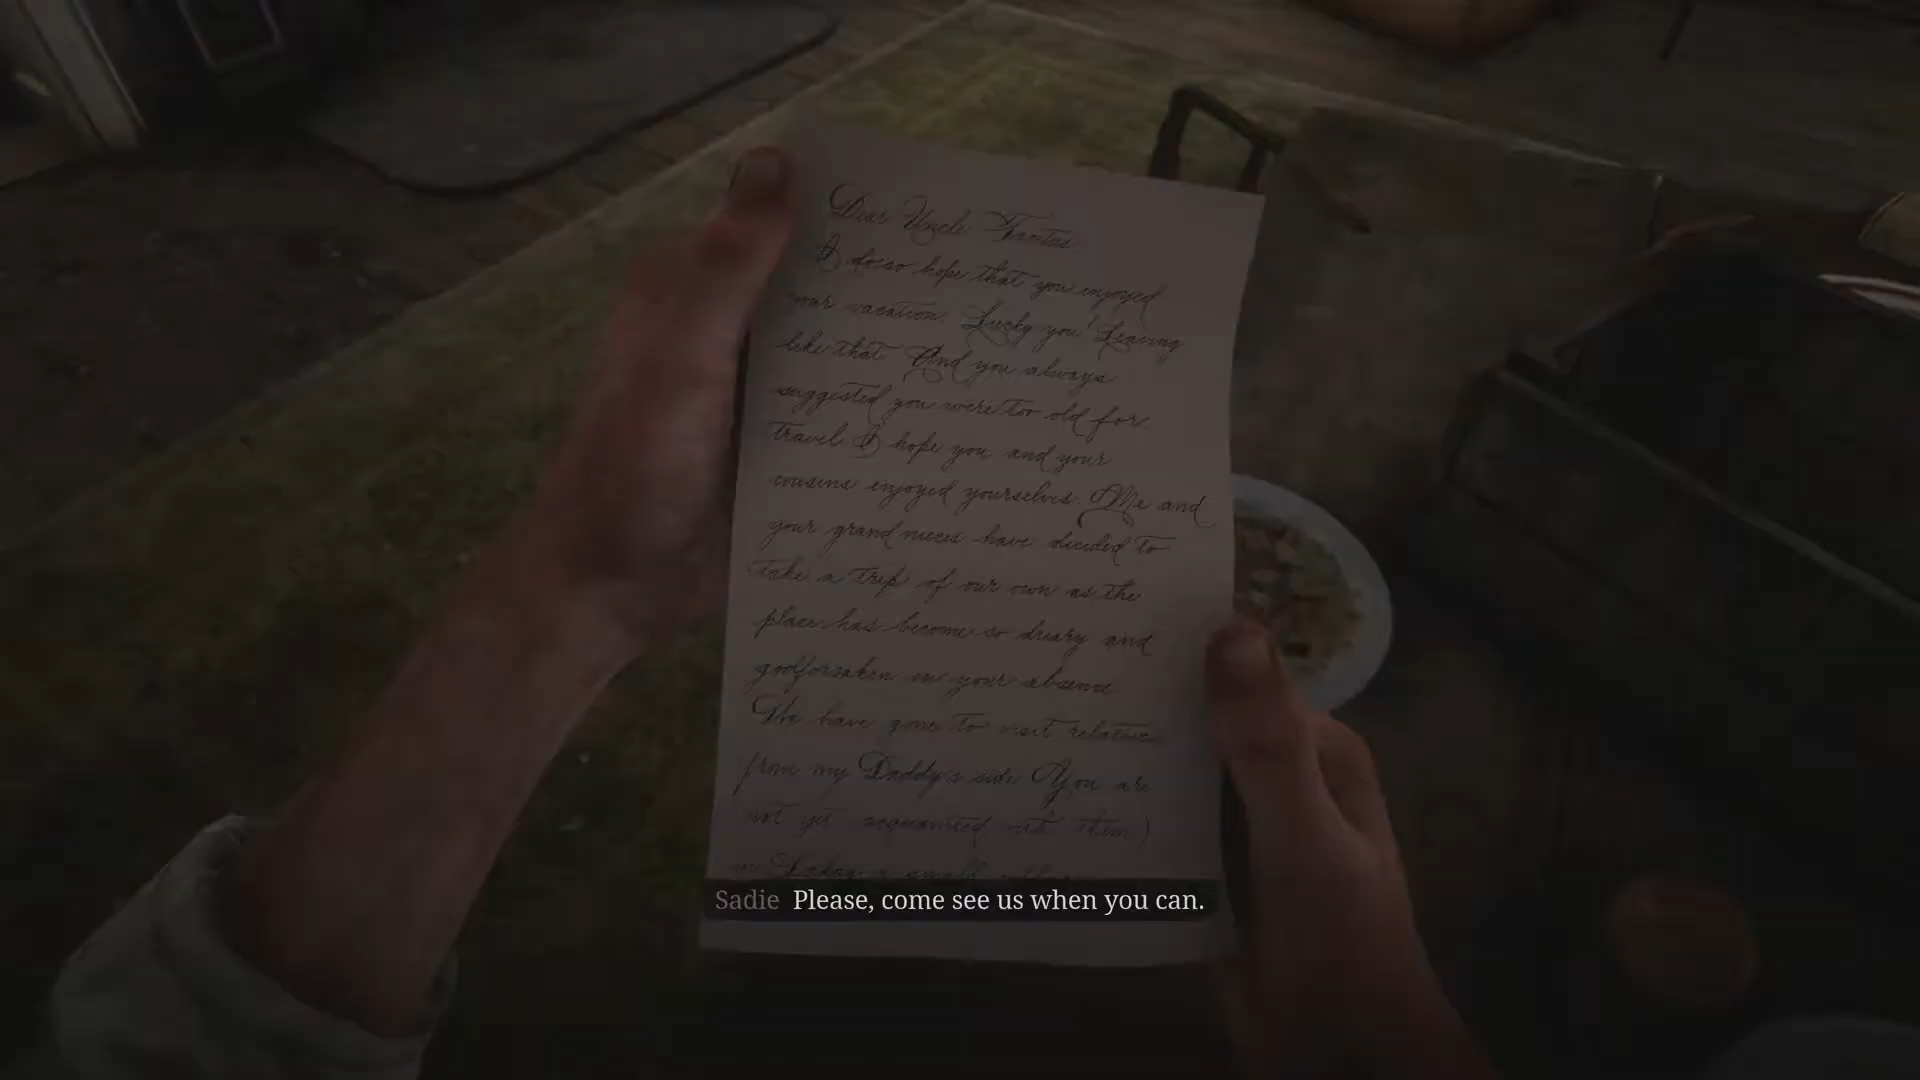 Dear Uncle Tacitus
I do so hope that you enjoyed
your vacation. Lucky you! Leaving
like that. And you always
suggested you were too old for
travel I hope you and your
cousins enjoyed yourselves. Me and
your grand nieces have decided to
take a trip of our own as the
place has become so dreary and
godforsaken in your absence
We have gone to visit relatives
from my Daddy's side (You are
not yet acquainted with them)
Sadie Please, come see us when you can.